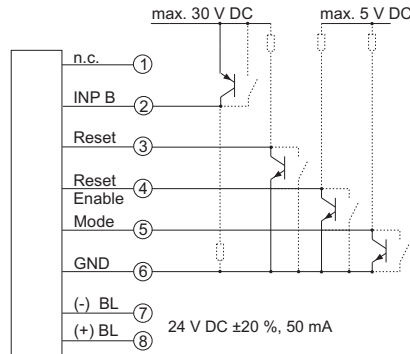 max. 30 V DC
max. 5 V DC
n.c.
1
INP B
2
Reset
3
Reset
Enable
4
Mode
5
GND
6
(-) BL
7
(+) BL
8
24 V DC ±20 %, 50 mA